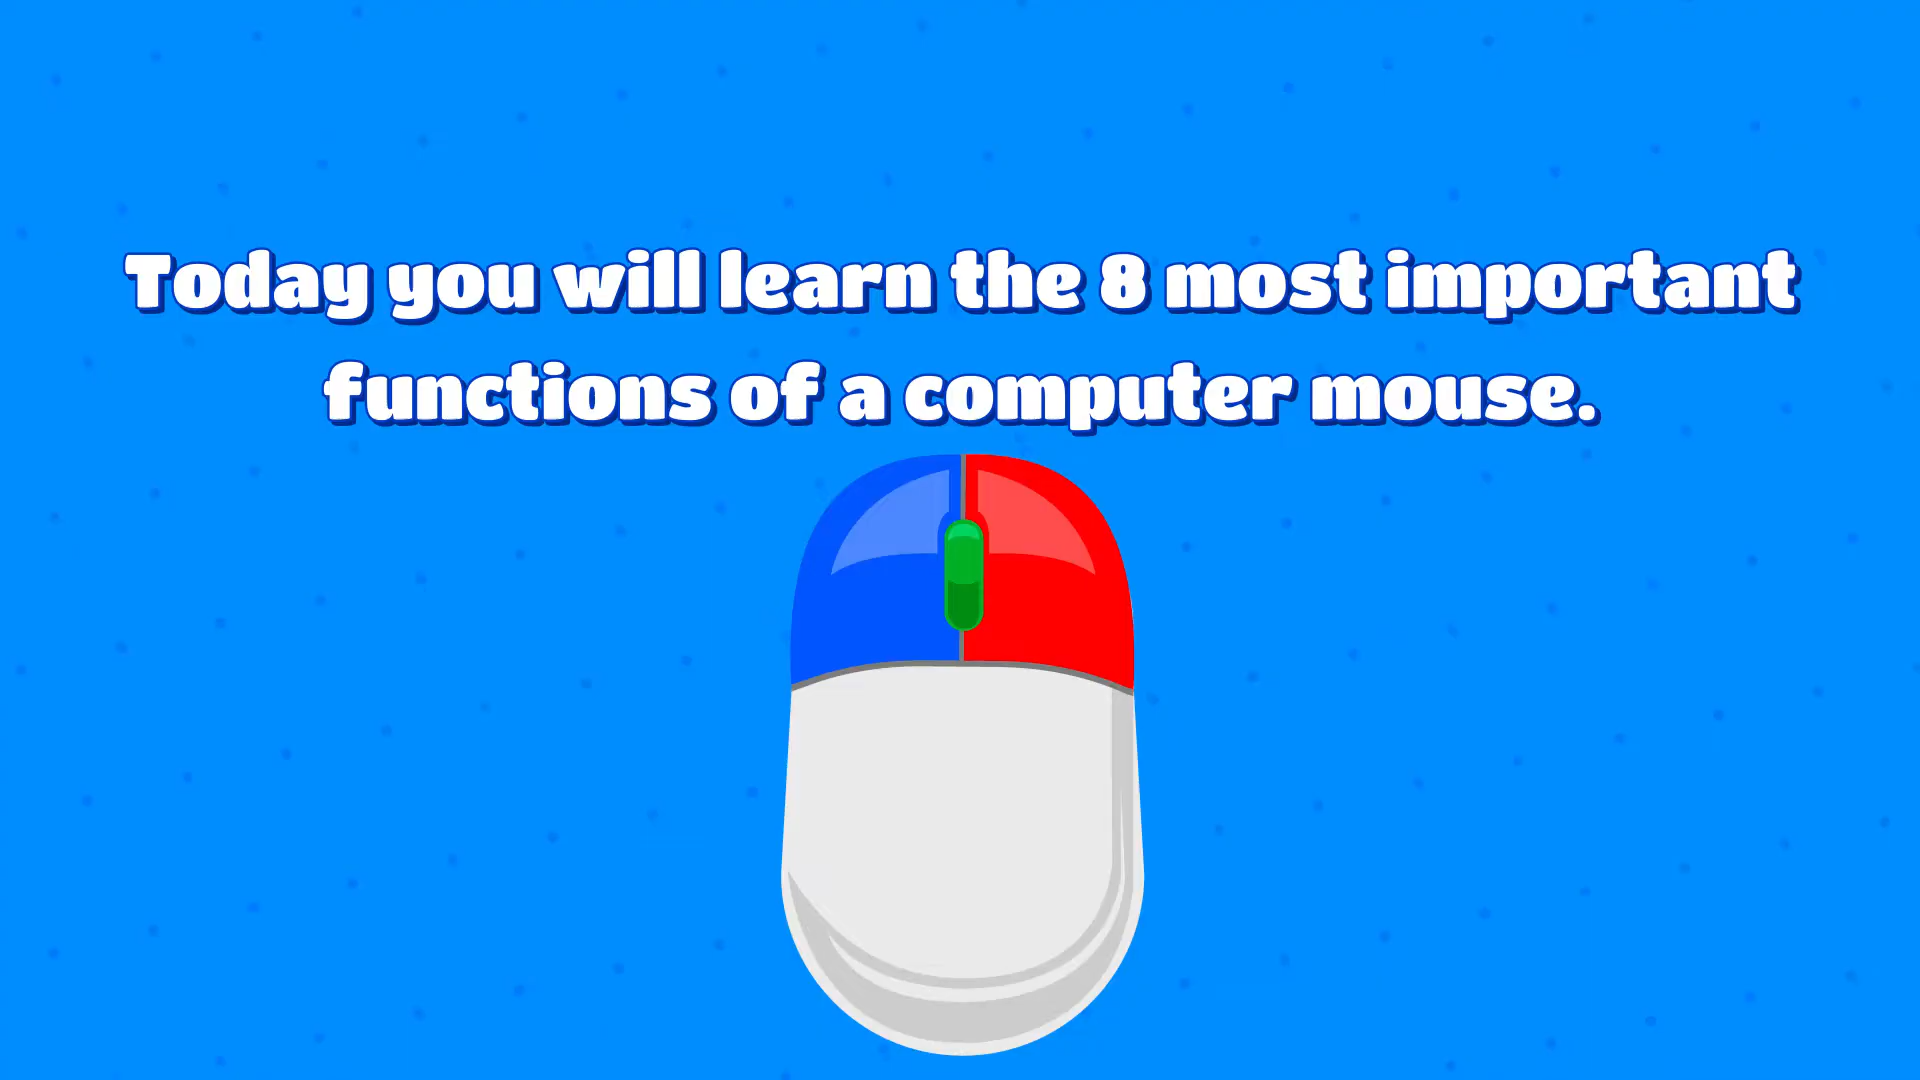 Today you will learn the 8 most important
functions of a computer mouse.